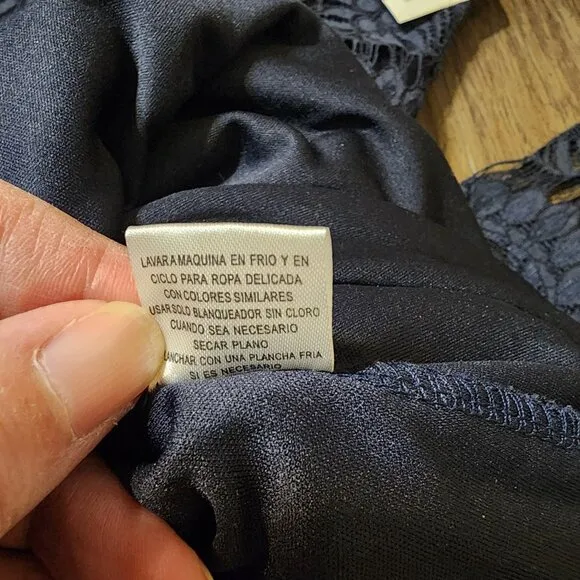 LAVAR A MAQUINA EN FRIO Y EN
CICLO PARA ROPA DELICADA
CON COLORES SIMILARES
USAR SOLO BLANQUEADOR SIN CLORO
CUANDO SEA NECESARIO
SECAR PLANO
PLANCHAR CON UNA PLANCHA FRIA
SI ES NECESARIO